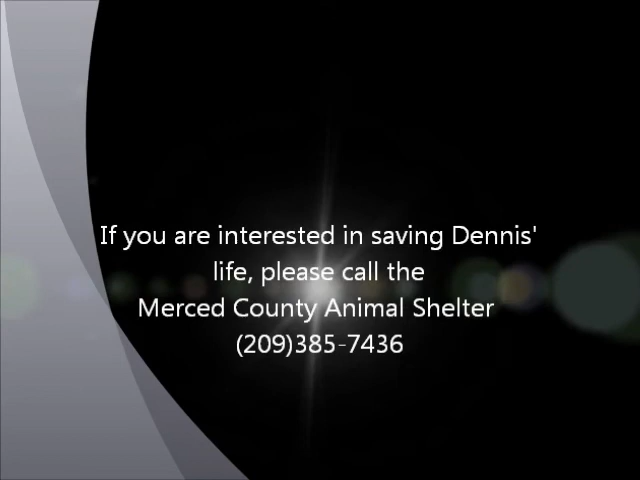 If you are interested in saving Dennis'
life, please call the
Merced County Animal Shelter
(209)385-7436